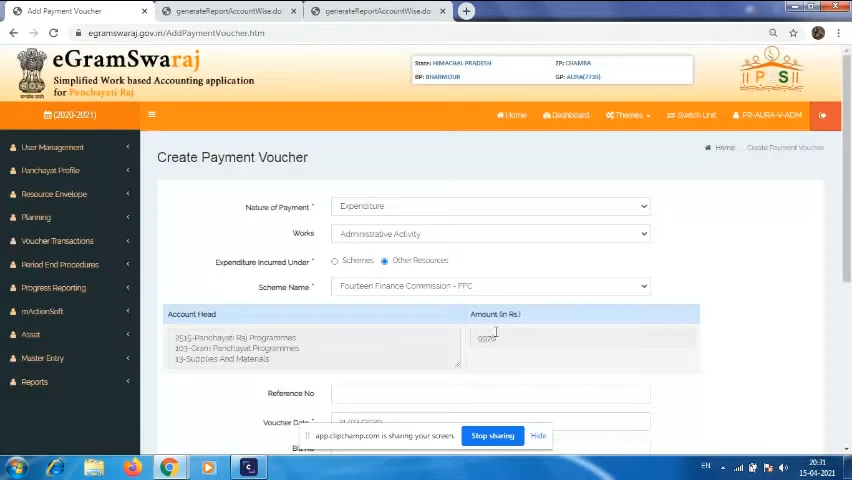 Add Payment Voucher
generateReportAccountWise.do
generateReportAccountWise.do
egramswaraj.gov.in/AddPaymentVoucher.htm
eGramSwaraj
Simplified Work based Accounting application
for Panchayati Raj
State: HIMACHAL PRADESH ZP: CHAMBA
BP: BHARMOUR GP: AURA(7730)
(2020-2021)
Home Dashboard Themes Switch Unit PR-AURA-V-ADM
User Management
Panchayat Profile
Resource Envelope
Planning
Voucher Transactions
Period End Procedures
Progress Reporting
mActionSoft
Asset
Master Entry
Reports
Create Payment Voucher
Home / Create Payment Voucher
Nature of Payment * Expenditure
Works Administrative Activity
Expenditure Incurred Under * Schemes Other Resources
Scheme Name * Fourteen Finance Commission - FFC
Account Head Amount (in Rs.)
2515-Panchayati Raj Programmes
103-Gram Panchayat Programmes
13-Supplies And Materials
Reference No
Voucher Date *
app.clipchamp.com is sharing your screen. Stop sharing Hide
EN
20:31
15-04-2021